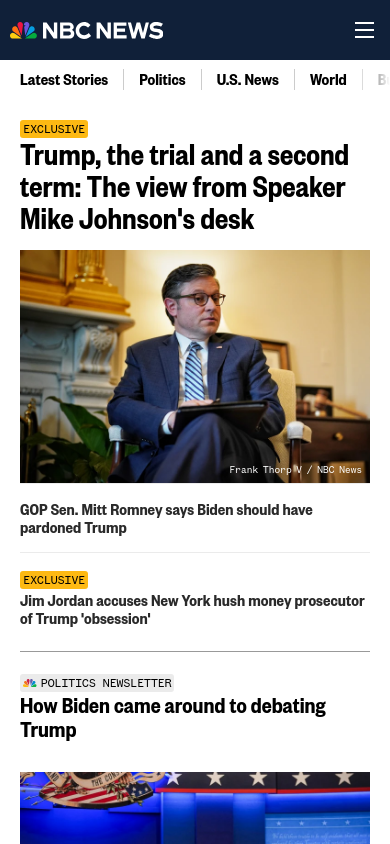 NBC NEWS
Latest Stories
Politics
U.S. News
World
EXCLUSIVE
Trump, the trial and a second
term: The view from Speaker
Mike Johnson's desk
Frank Thorp V / NBC News
GOP Sen. Mitt Romney says Biden should have
pardoned Trump
EXCLUSIVE
Jim Jordan accuses New York hush money prosecutor
of Trump 'obsession'
POLITICS NEWSLETTER
How Biden came around to debating
Trump